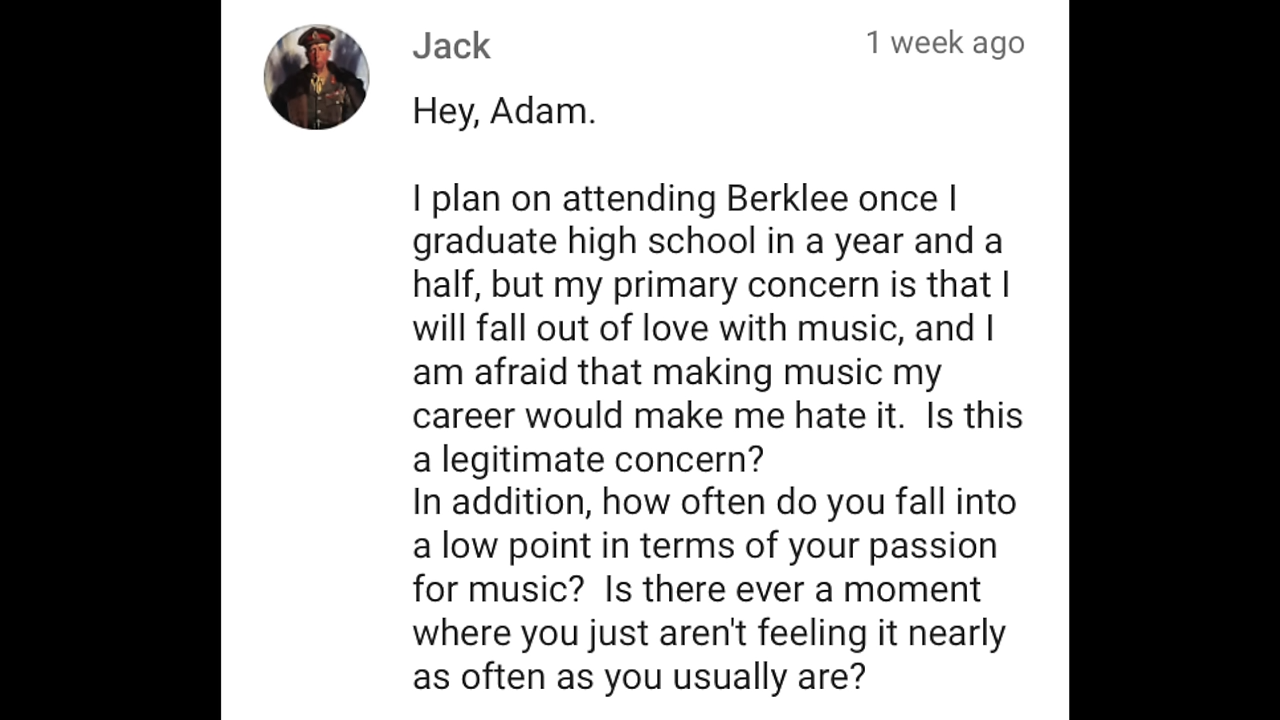 Jack
1 week ago
Hey, Adam.
I plan on attending Berklee once I
graduate high school in a year and a
half, but my primary concern is that I
will fall out of love with music, and I
am afraid that making music my
career would make me hate it.  Is this
a legitimate concern?
In addition, how often do you fall into
a low point in terms of your passion
for music?  Is there ever a moment
where you just aren't feeling it nearly
as often as you usually are?